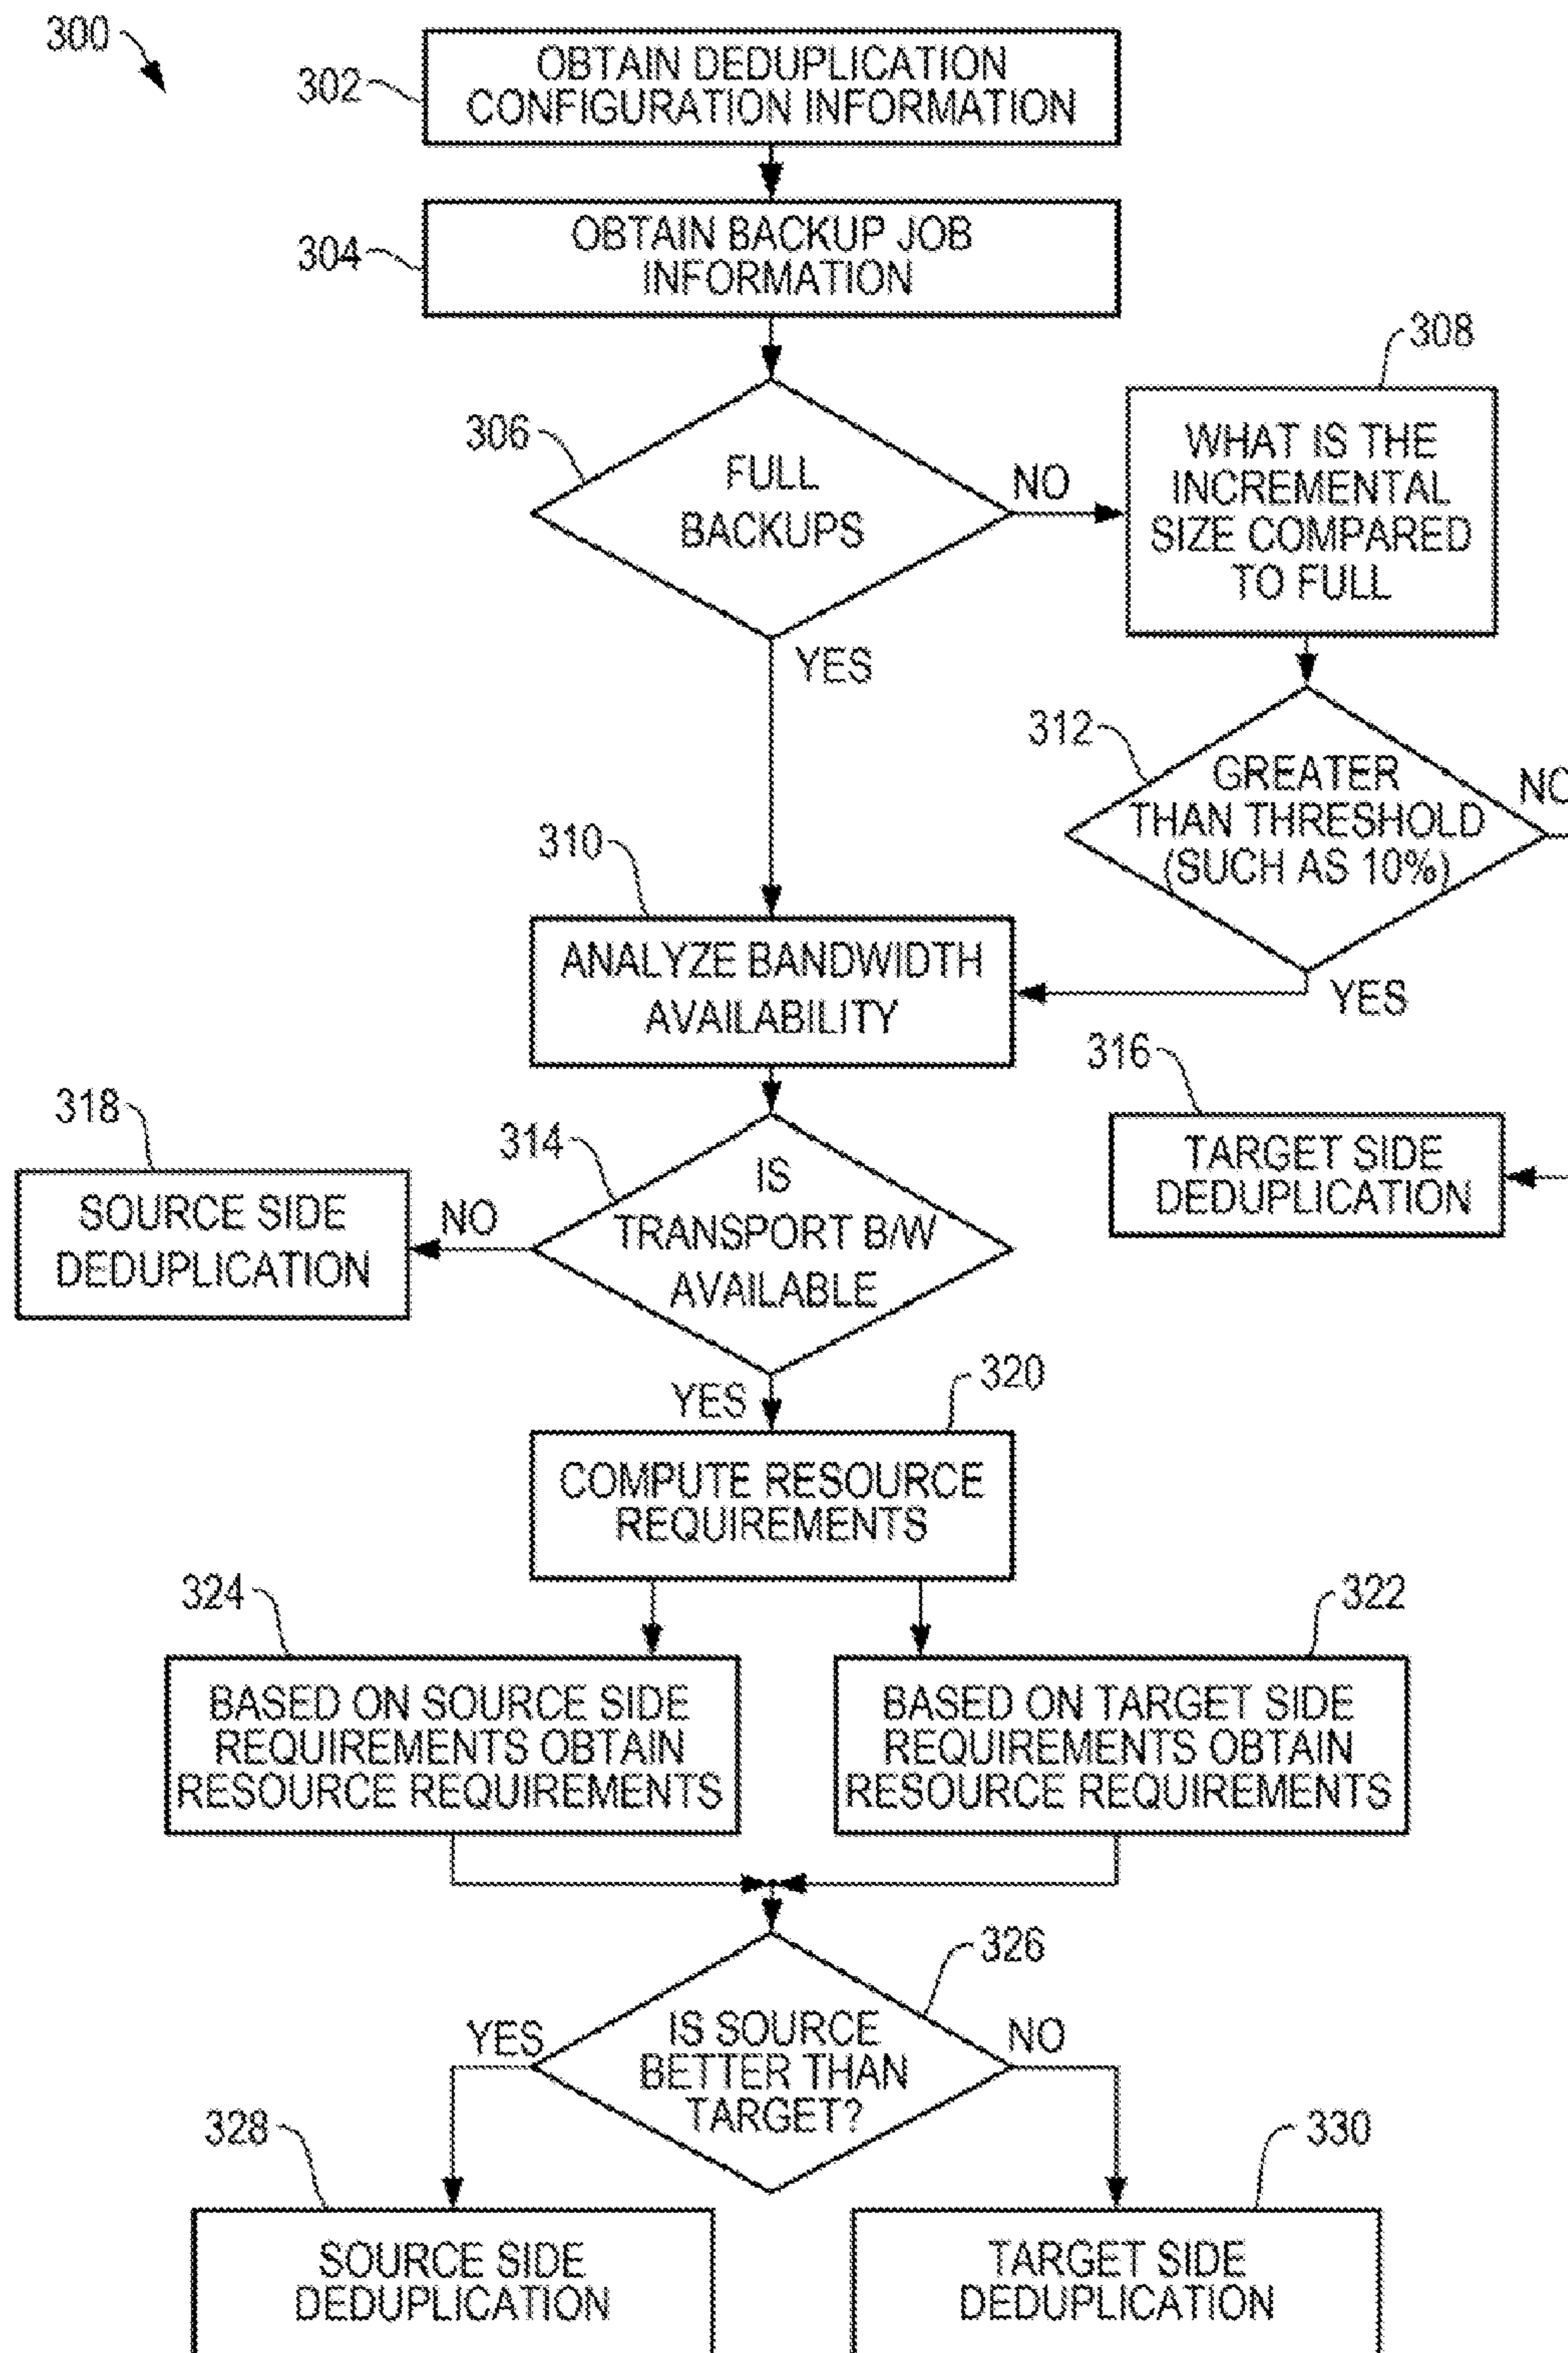 300
302
OBTAIN DEDUPLICATION
CONFIGURATION INFORMATION
304
OBTAIN BACKUP JOB
INFORMATION
306
FULL
BACKUPS
NO
YES
308
WHAT IS THE
INCREMENTAL
SIZE COMPARED
TO FULL
312
GREATER
THAN THRESHOLD
(SUCH AS 10%)
NO
YES
310
ANALYZE BANDWIDTH
AVAILABILITY
316
TARGET SIDE
DEDUPLICATION
314
IS
TRANSPORT B/W
AVAILABLE
NO
YES
318
SOURCE SIDE
DEDUPLICATION
320
COMPUTE RESOURCE
REQUIREMENTS
324
BASED ON SOURCE SIDE
REQUIREMENTS OBTAIN
RESOURCE REQUIREMENTS
322
BASED ON TARGET SIDE
REQUIREMENTS OBTAIN
RESOURCE REQUIREMENTS
326
IS SOURCE
BETTER THAN
TARGET?
YES
NO
328
SOURCE SIDE
DEDUPLICATION
330
TARGET SIDE
DEDUPLICATION